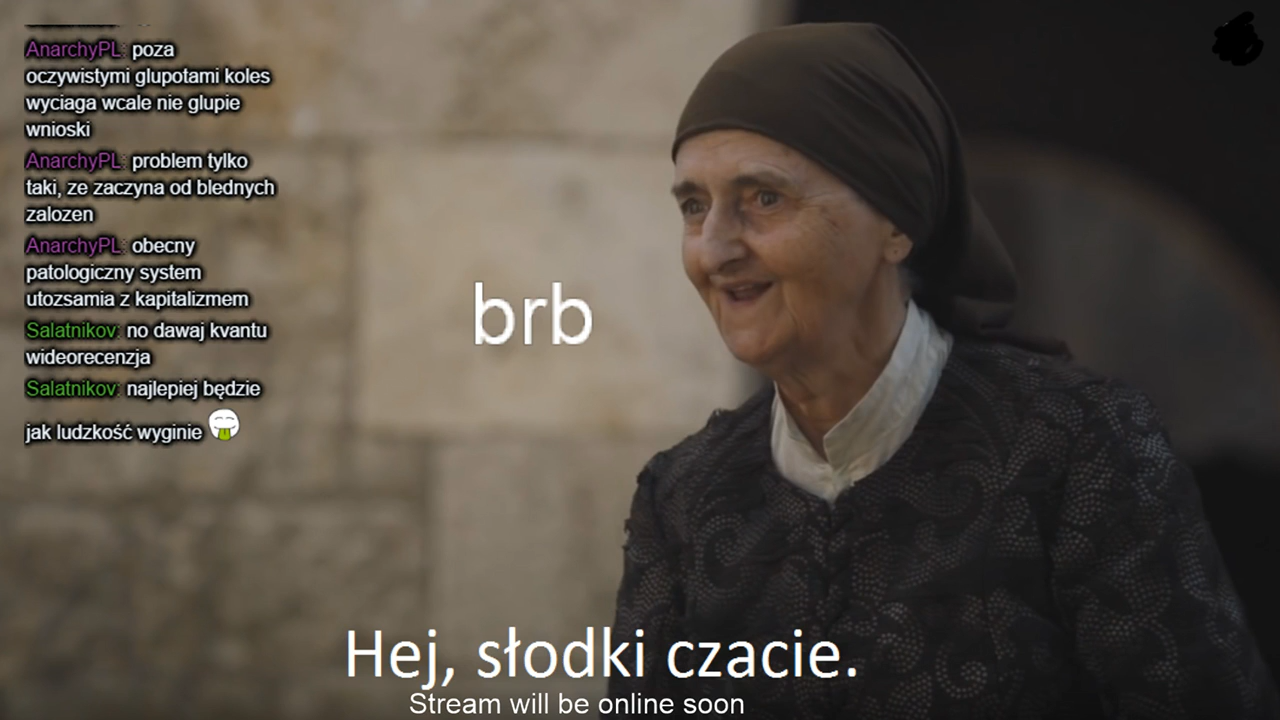 AnarchyPL: poza
oczywistymi glupotami koles
wyciaga wcale nie glupie
wnioski
AnarchyPL: problem tylko
taki, ze zaczyna od blednych
zalozen
AnarchyPL: obecny
patologiczny system
utozsamia z kapitalizmem
Salatnikov: no dawaj kvantu
wideorecenzja
Salatnikov: najlepiej będzie
jak ludzkość wyginie
brb
Hej, słodki czacie.
Stream will be online soon